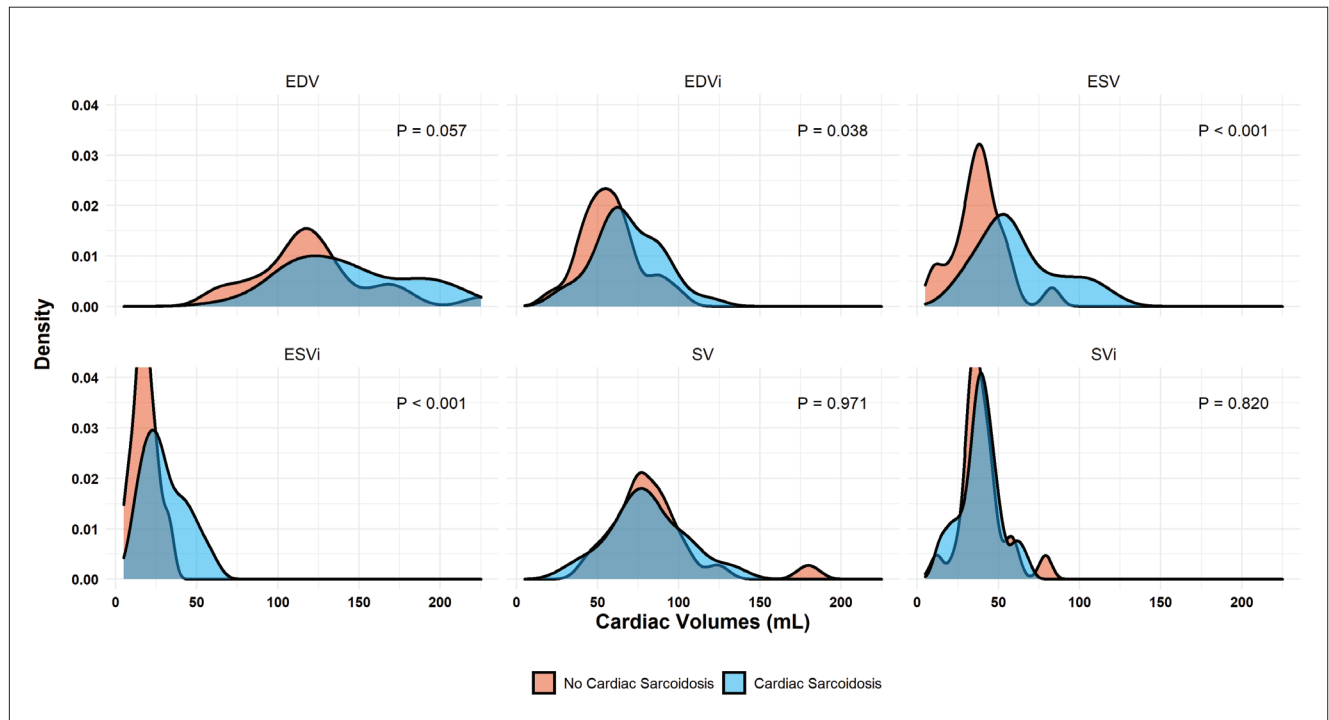 EDV
EDVi
ESV
0.04
0.03
0.02
0.01
0.00
P = 0.057
P = 0.038
P < 0.001
Density
ESVi
SV
SVi
0.04
0.03
0.02
0.01
0.00
P < 0.001
P = 0.971
P = 0.820
0 50 100 150 200
0 50 100 150 200
0 50 100 150 200
Cardiac Volumes (mL)
No Cardiac Sarcoidosis Cardiac Sarcoidosis